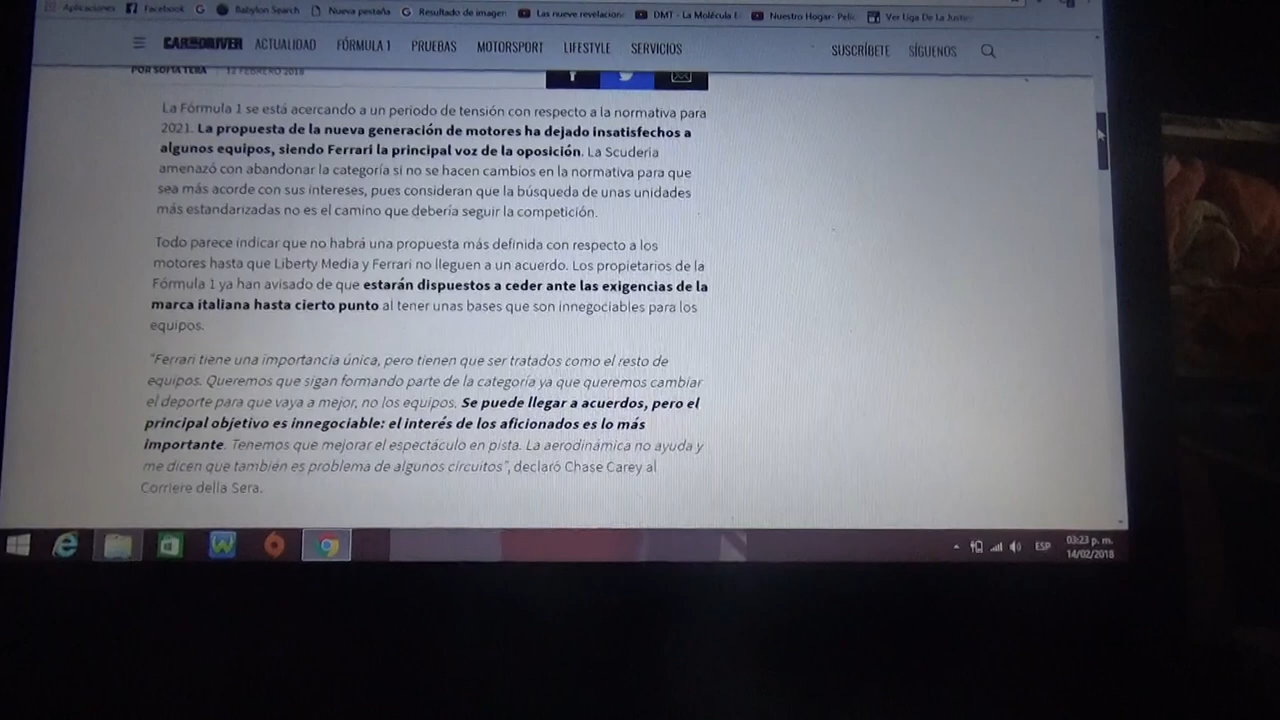 Aplicaciones Facebook Babylon Search Nueva pestaña Resultado de imagen Las nueve revelacion DMT - La Molécula Nuestro Hogar- Ver Liga De La Justic
CAR AND DRIVER ACTUALIDAD FÓRMULA 1 PRUEBAS MOTORSPORT LIFESTYLE SERVICIOS SUSCRÍBETE SÍGUENOS
POR SOFIA TERA 12 FEBRERO 2018
La Fórmula 1 se está acercando a un periodo de tensión con respecto a la normativa para
2021. La propuesta de la nueva generación de motores ha dejado insatisfechos a
algunos equipos, siendo Ferrari la principal voz de la oposición. La Scuderia
amenazó con abandonar la categoría si no se hacen cambios en la normativa para que
sea más acorde con sus intereses, pues consideran que la búsqueda de unas unidades
más estandarizadas no es el camino que debería seguir la competición.
Todo parece indicar que no habrá una propuesta más definida con respecto a los
motores hasta que Liberty Media y Ferrari no lleguen a un acuerdo. Los propietarios de la
Fórmula 1 ya han avisado de que estarán dispuestos a ceder ante las exigencias de la
marca italiana hasta cierto punto al tener unas bases que son innegociables para los
equipos.
"Ferrari tiene una importancia única, pero tienen que ser tratados como el resto de
equipos. Queremos que sigan formando parte de la categoría ya que queremos cambiar
el deporte para que vaya a mejor, no los equipos. Se puede llegar a acuerdos, pero el
principal objetivo es innegociable: el interés de los aficionados es lo más
importante. Tenemos que mejorar el espectáculo en pista. La aerodinámica no ayuda y
me dicen que también es problema de algunos circuitos", declaró Chase Carey al
Corriere della Sera.
ESP 03:23 p. m.
14/02/2018